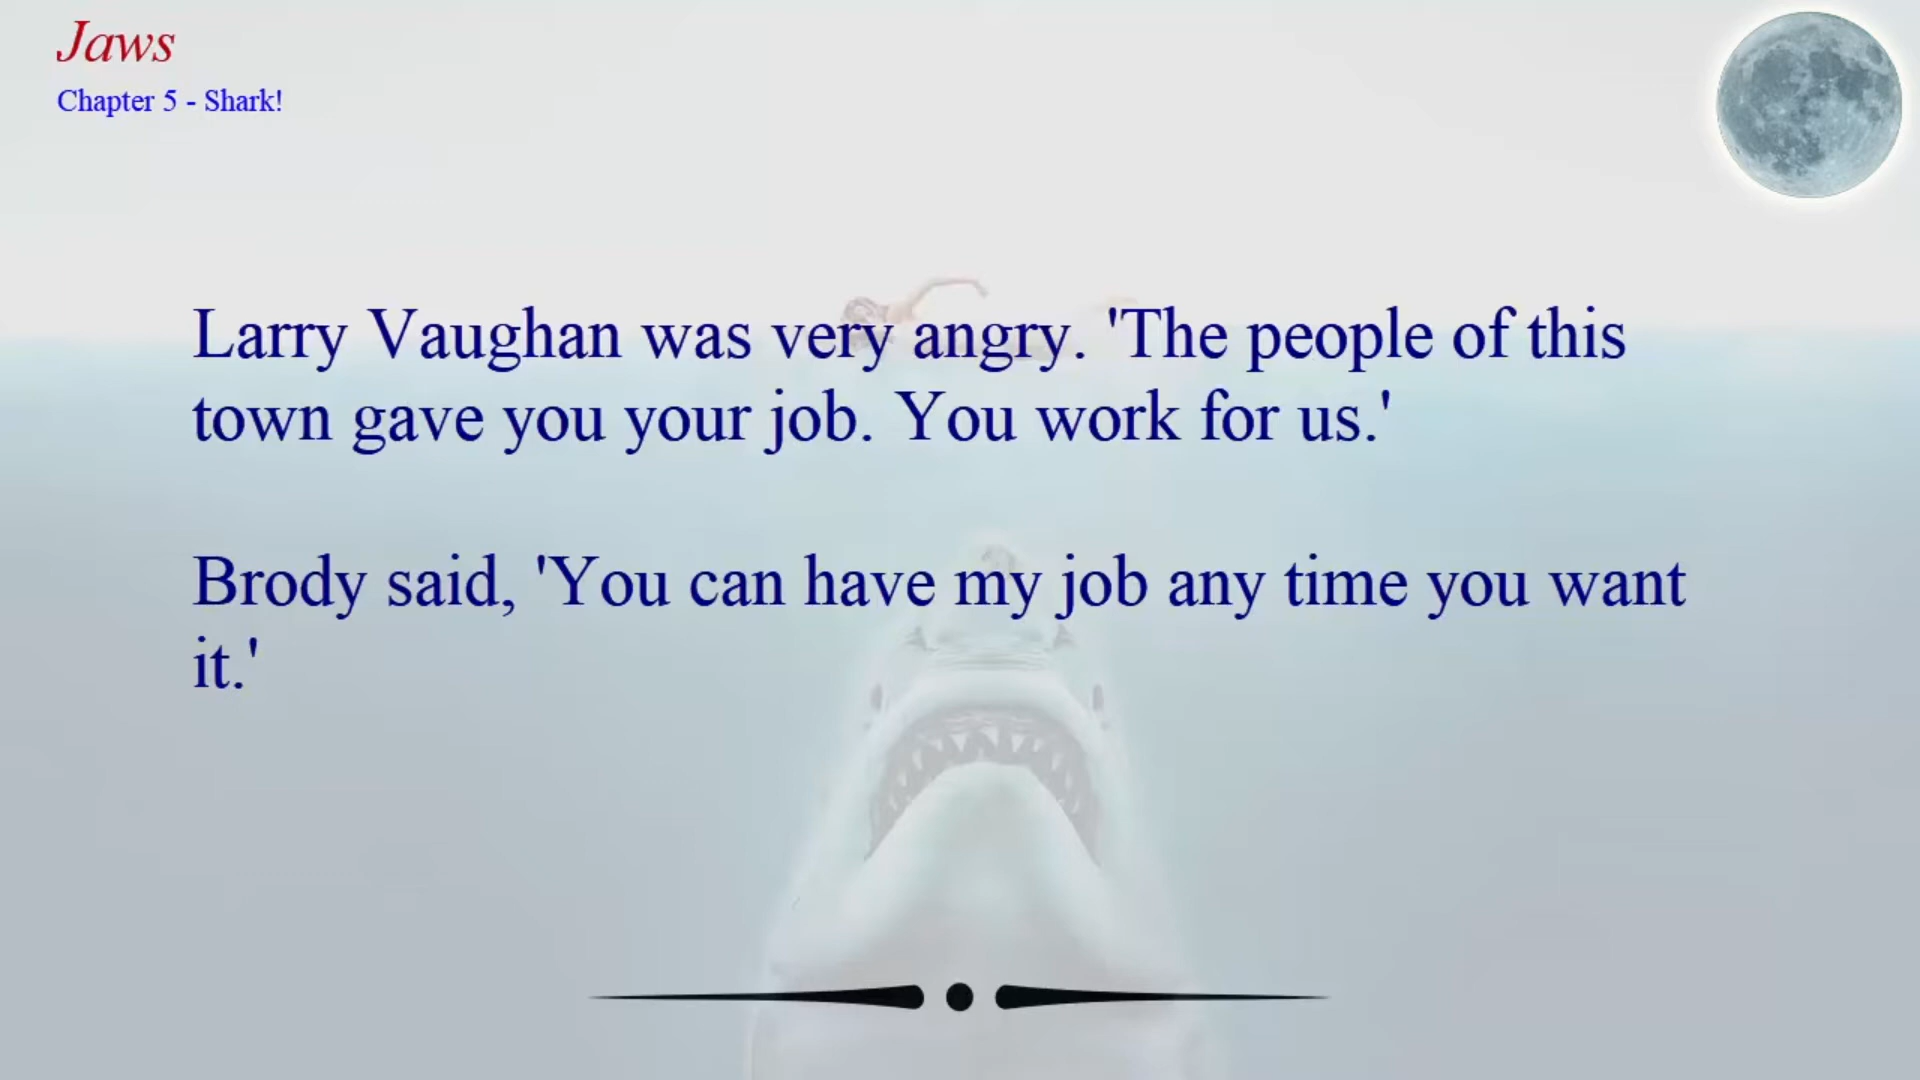 Jaws
Chapter 5 - Shark!
Larry Vaughan was very angry. 'The people of this
town gave you your job. You work for us.'
Brody said, 'You can have my job any time you want
it.'